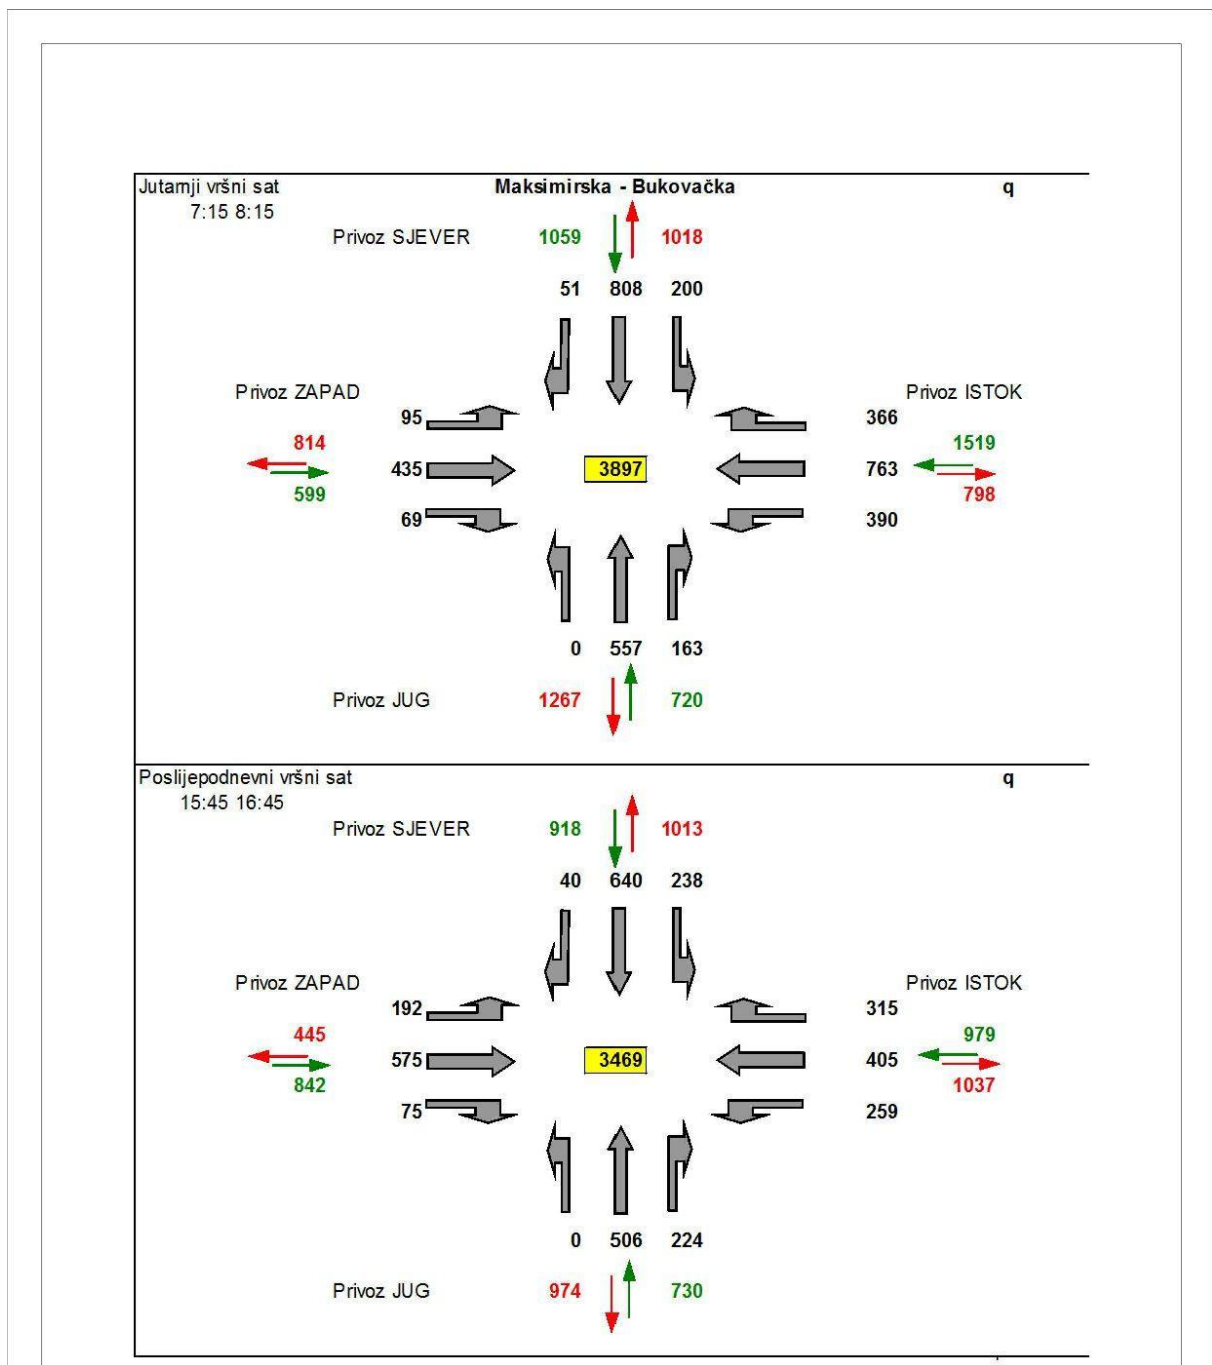 Jutarnji vršni sat Maksimirska - Bukovačka q
7:15 8:15
Privoz SJEVER 1059 1018
51 808 200
Privoz ZAPAD Privoz ISTOK
95 366
814 1519
435 3897 763
599 798
69 390
0 557 163
Privoz JUG 1267 720
Poslijepodnevni vršni sat q
15:45 16:45
Privoz SJEVER 918 1013
40 640 238
Privoz ZAPAD Privoz ISTOK
192 315
445 979
575 3469 405
842 1037
75 259
0 506 224
Privoz JUG 974 730